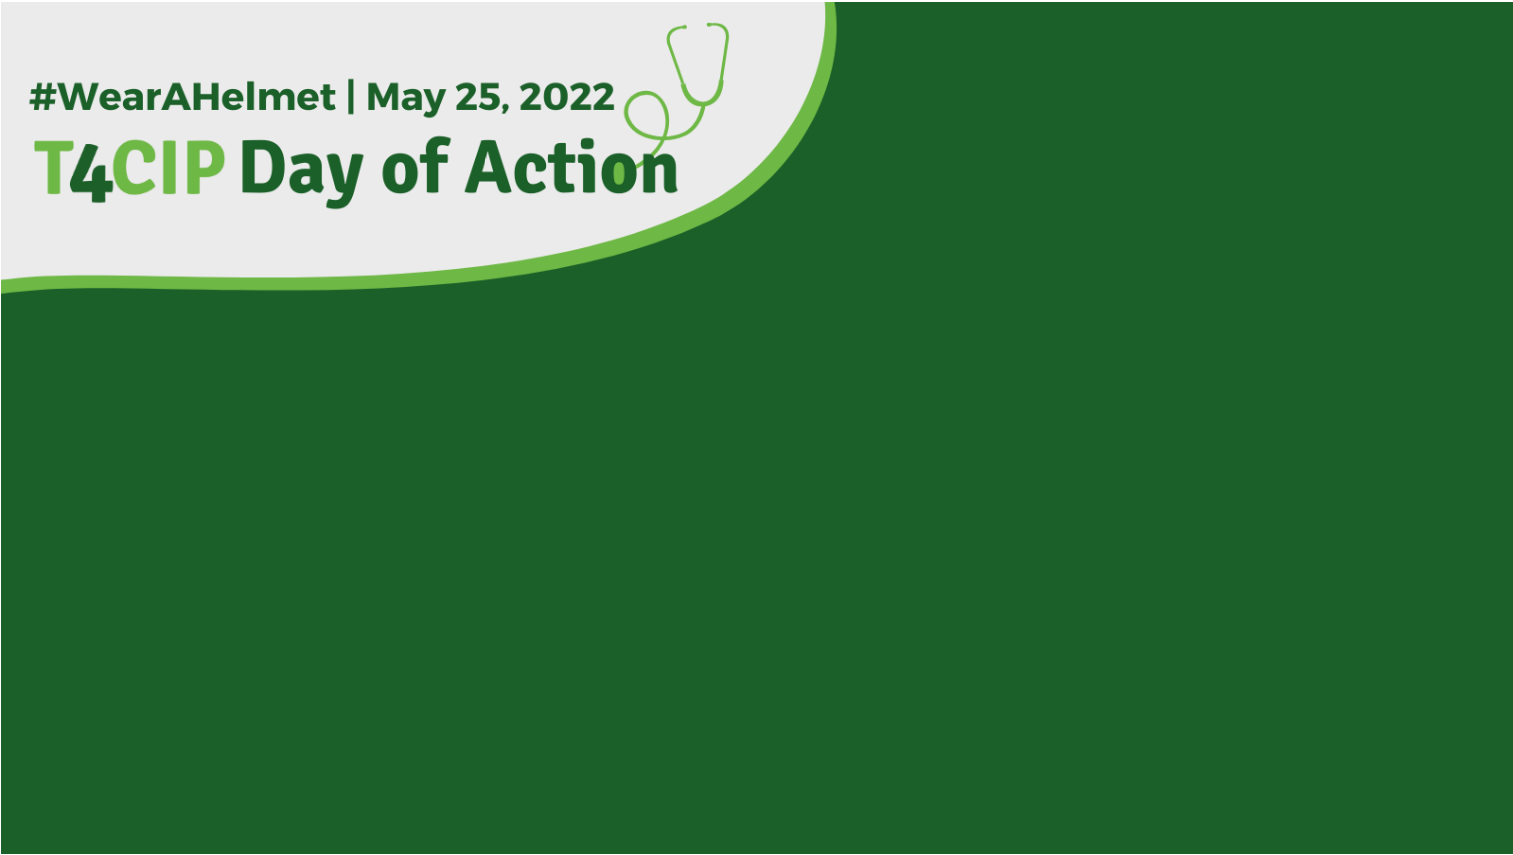 #WearAHelmet | May 25, 2022
T4CIP Day of Action